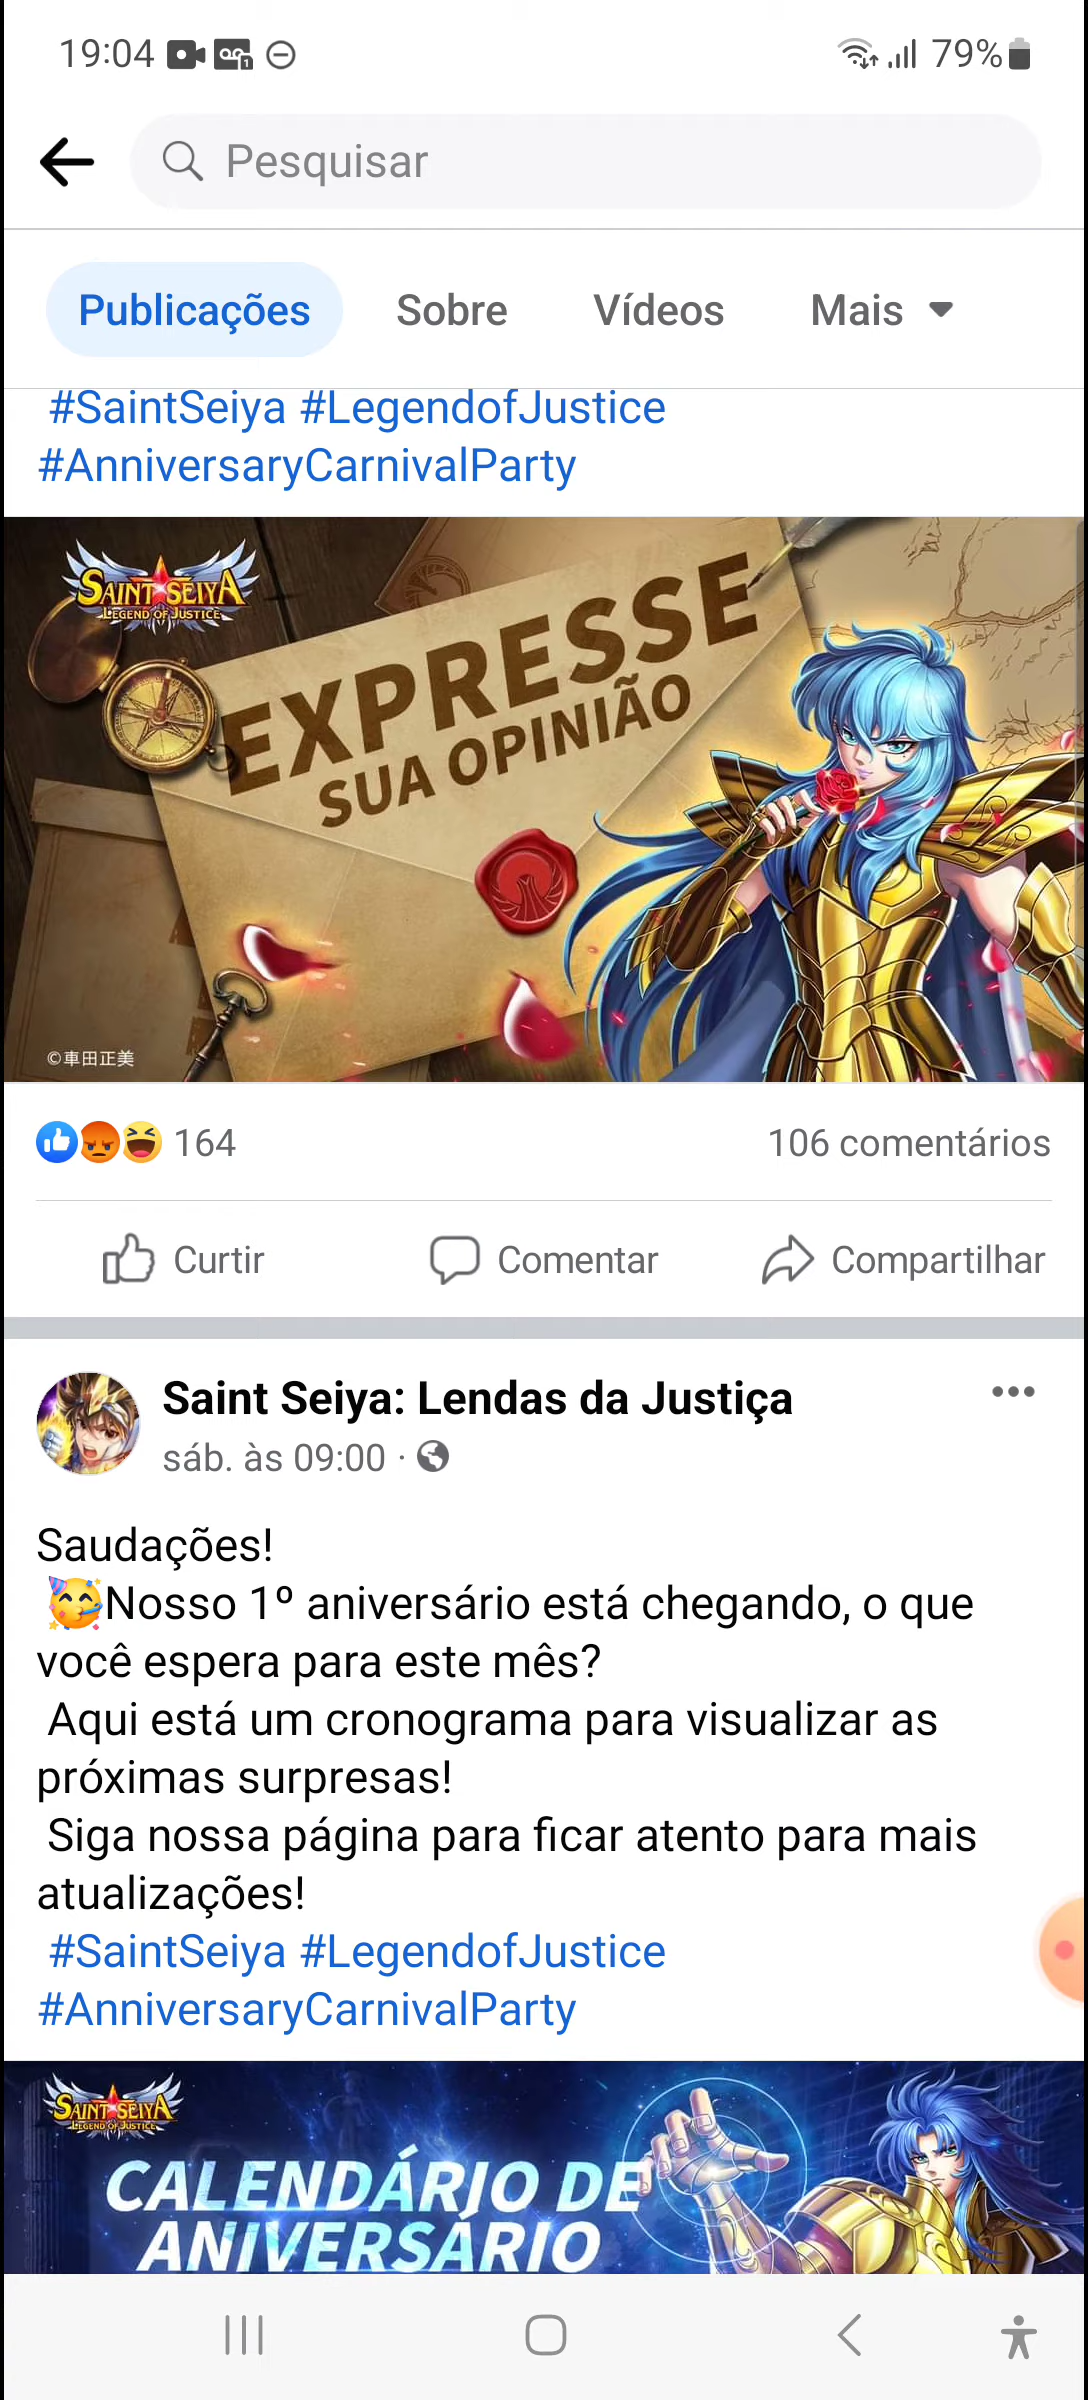 19:04
79%
Pesquisar
Publicações Sobre Vídeos Mais
#SaintSeiya #LegendofJustice
#AnniversaryCarnivalParty
SAINT SEIYA
LEGEND OF JUSTICE
EXPRESSE
SUA OPINIÃO
©車田正美
164 106 comentários
Curtir Comentar Compartilhar
Saint Seiya: Lendas da Justiça
sáb. às 09:00 ·
Saudações!
Nosso 1º aniversário está chegando, o que
você espera para este mês?
Aqui está um cronograma para visualizar as
próximas surpresas!
Siga nossa página para ficar atento para mais
atualizações!
#SaintSeiya #LegendofJustice
#AnniversaryCarnivalParty
SAINT SEIYA
LEGEND OF JUSTICE
CALENDÁRIO DE
ANIVERSÁRIO